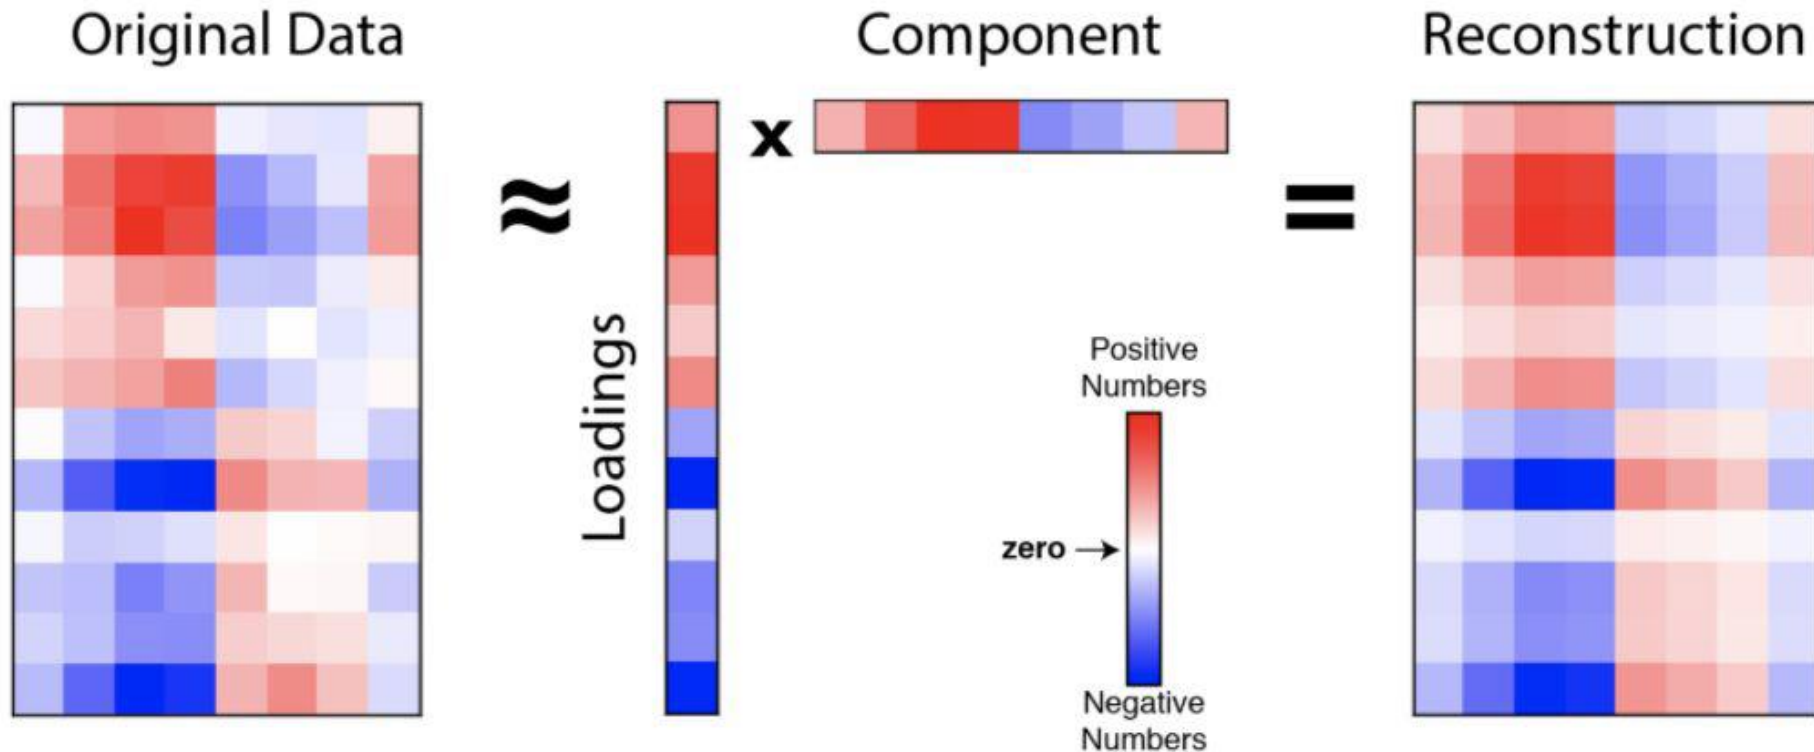 Original Data
Component
Reconstruction
x
≈
=
Loadings
Positive
Numbers
zero →
Negative
Numbers